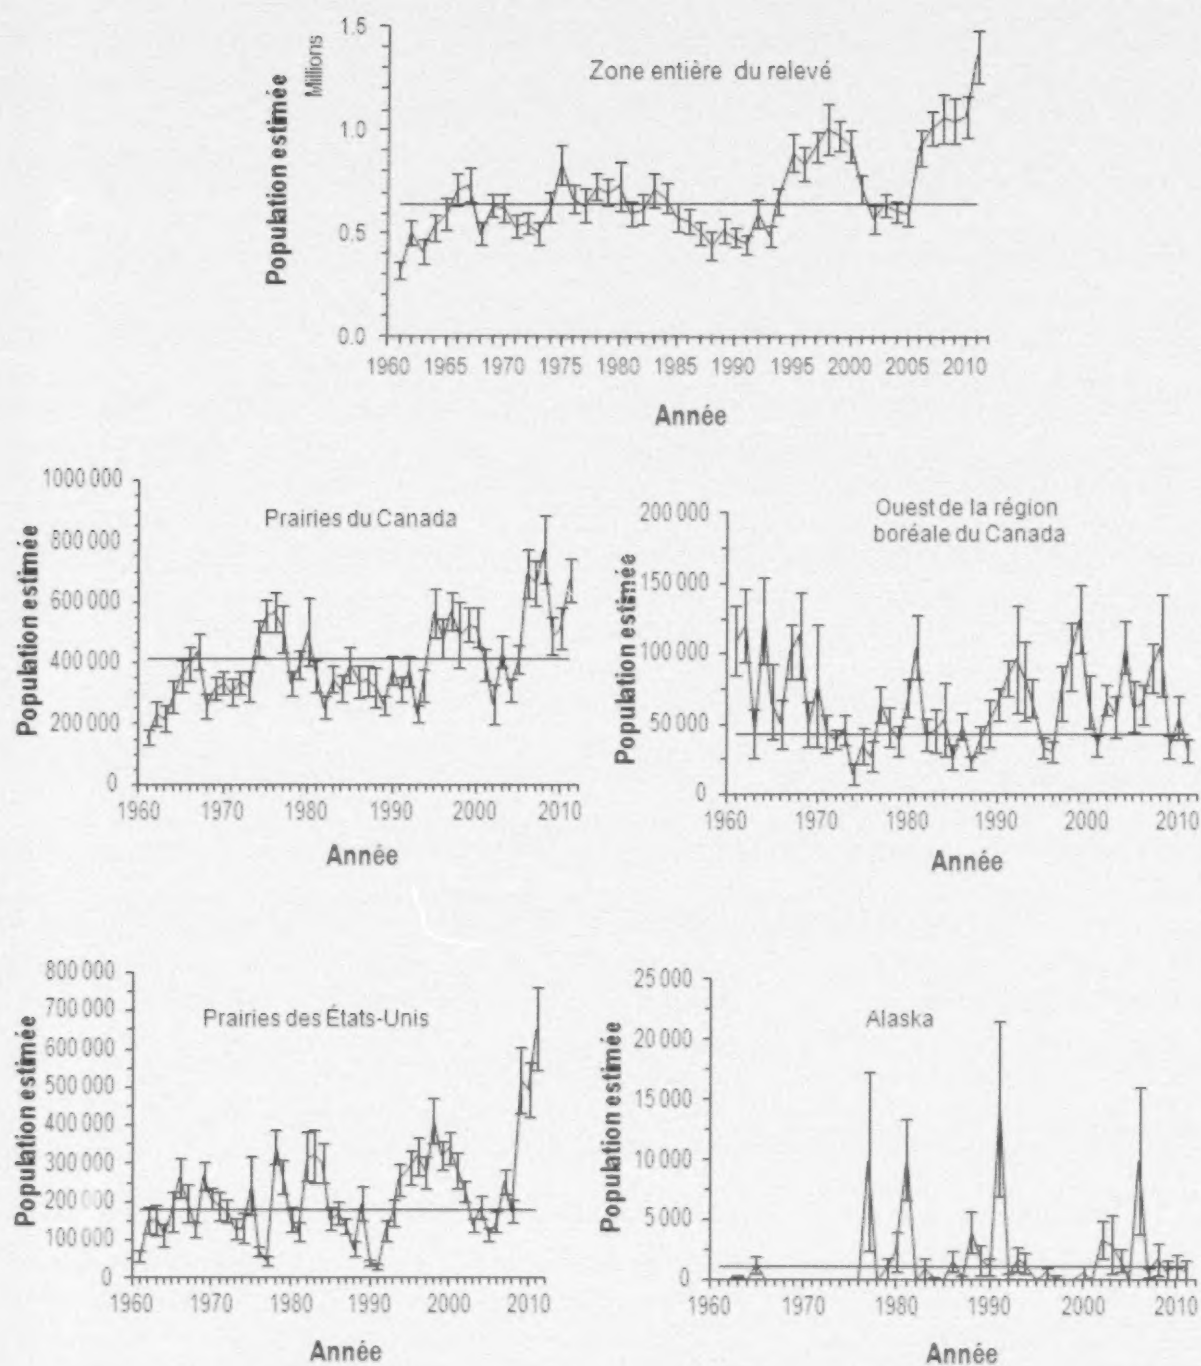 Zone entière du relevé
Population estimée
Millions
1.5
1.0
0.5
0.0
1960 1965 1970 1975 1980 1985 1990 1995 2000 2005 2010
Année
Prairies du Canada
Population estimée
1000 000
800 000
600 000
400 000
200 000
0
1960 1970 1980 1990 2000 2010
Année
Ouest de la région
boréale du Canada
Population estimée
200 000
150 000
100 000
50 000
0
1960 1970 1980 1990 2000 2010
Année
Prairies des États-Unis
Population estimée
800 000
700 000
600 000
500 000
400 000
300 000
200 000
100 000
0
1960 1970 1980 1990 2000 2010
Année
Alaska
Population estimée
25 000
20 000
15 000
10 000
5 000
0
1960 1970 1980 1990 2000 2010
Année